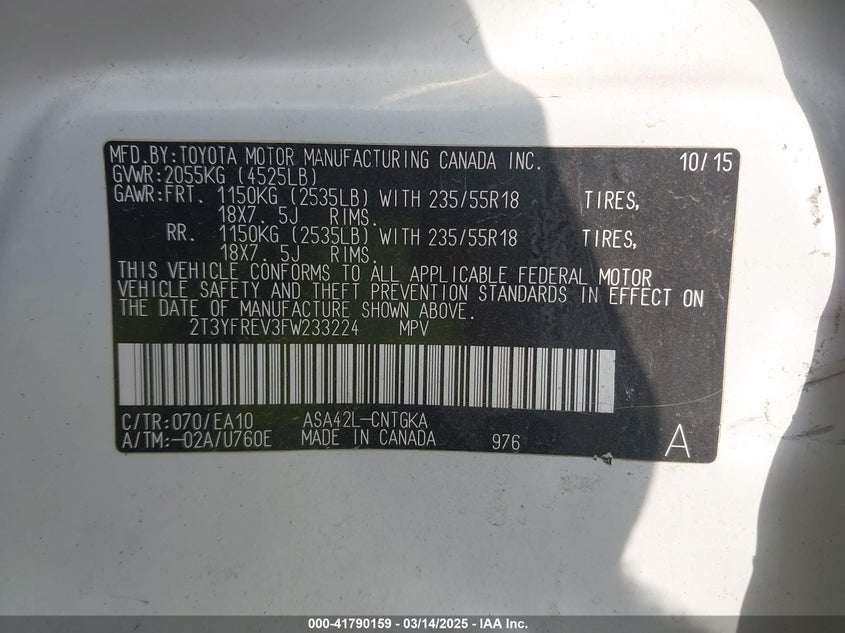 MFD.BY:TOYOTA MOTOR MANUFACTURING CANADA INC. 10/15
GVWR:2055KG (4525LB)
GAWR:FRT. 1150KG (2535LB) WITH 235/55R18 TIRES,
18X7. 5J RIMS.
RR. 1150KG (2535LB) WITH 235/55R18 TIRES,
18X7. 5J RIMS.
THIS VEHICLE CONFORMS TO ALL APPLICABLE FEDERAL MOTOR
VEHICLE SAFETY AND THEFT PREVENTION STANDARDS IN EFFECT ON
THE DATE OF MANUFACTURE SHOWN ABOVE.
2T3YFREV3FW233224 MPV
C/TR:070/EA10 ASA42L-CNTGKA
A/TM:-02A/U760E MADE IN CANADA 976 A
000-41790159 - 03/14/2025 - IAA Inc.